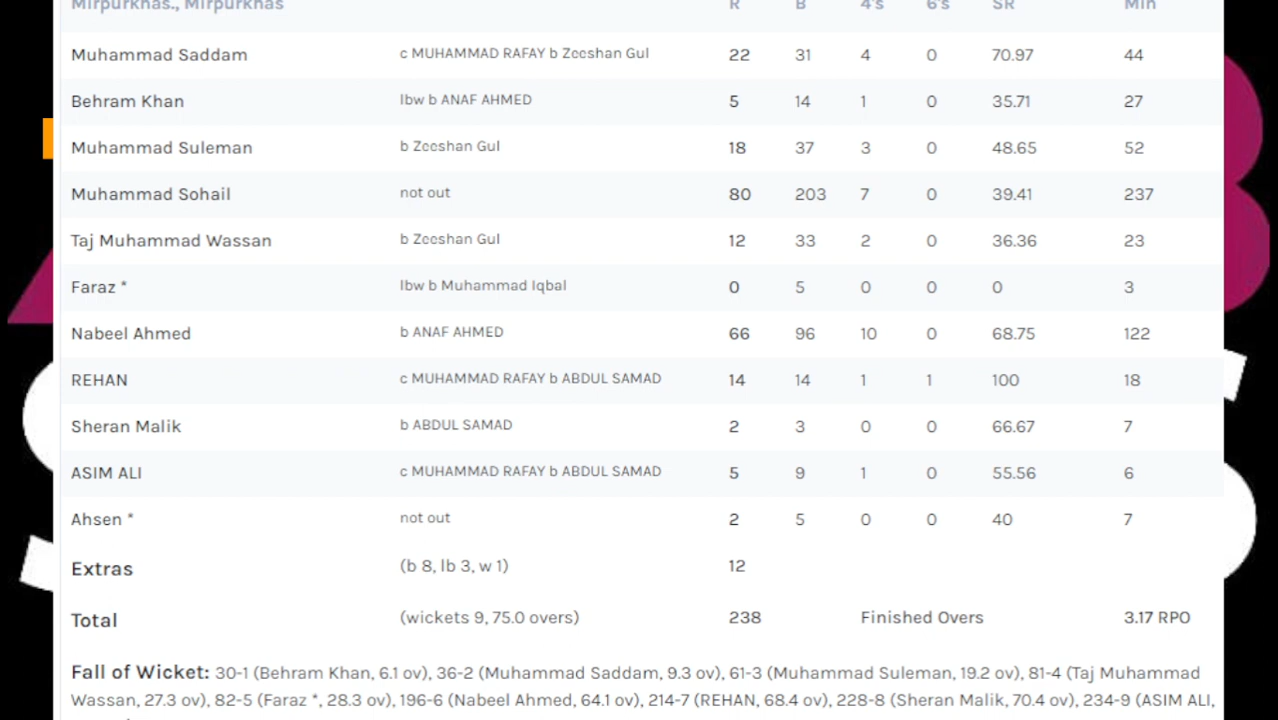 Mirpurkhas., Mirpurkhas R B 4's 6's SR Min
Muhammad Saddam c MUHAMMAD RAFAY b Zeeshan Gul 22 31 4 0 70.97 44
Behram Khan lbw b ANAF AHMED 5 14 1 0 35.71 27
Muhammad Suleman b Zeeshan Gul 18 37 3 0 48.65 52
Muhammad Sohail not out 80 203 7 0 39.41 237
Taj Muhammad Wassan b Zeeshan Gul 12 33 2 0 36.36 23
Faraz * lbw b Muhammad Iqbal 0 5 0 0 0 3
Nabeel Ahmed b ANAF AHMED 66 96 10 0 68.75 122
REHAN c MUHAMMAD RAFAY b ABDUL SAMAD 14 14 1 1 100 18
Sheran Malik b ABDUL SAMAD 2 3 0 0 66.67 7
ASIM ALI c MUHAMMAD RAFAY b ABDUL SAMAD 5 9 1 0 55.56 6
Ahsen * not out 2 5 0 0 40 7
Extras (b 8, lb 3, w 1) 12
Total (wickets 9, 75.0 overs) 238 Finished Overs 3.17 RPO
Fall of Wicket: 30-1 (Behram Khan, 6.1 ov), 36-2 (Muhammad Saddam, 9.3 ov), 61-3 (Muhammad Suleman, 19.2 ov), 81-4 (Taj Muhammad
Wassan, 27.3 ov), 82-5 (Faraz *, 28.3 ov), 196-6 (Nabeel Ahmed, 64.1 ov), 214-7 (REHAN, 68.4 ov), 228-8 (Sheran Malik, 70.4 ov), 234-9 (ASIM ALI,